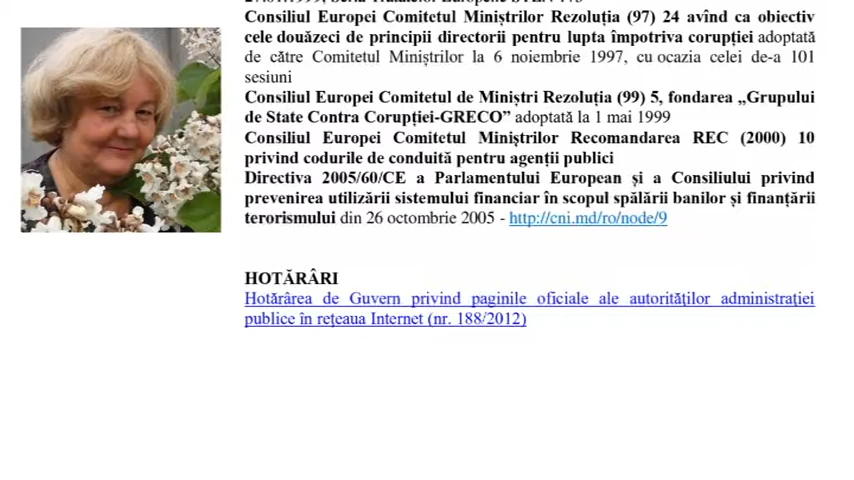 Consiliul Europei Comitetul Miniștrilor Rezoluția (97) 24 avînd ca obiectiv
cele douăzeci de principii directorii pentru lupta împotriva corupției adoptată
de către Comitetul Miniștrilor la 6 noiembrie 1997, cu ocazia celei de-a 101
sesiuni
Consiliul Europei Comitetul de Miniștri Rezoluția (99) 5, fondarea „Grupului
de State Contra Corupției-GRECO” adoptată la 1 mai 1999
Consiliul Europei Comitetul Miniștrilor Recomandarea REC (2000) 10
privind codurile de conduită pentru agenții publici
Directiva 2005/60/CE a Parlamentului European și a Consiliului privind
prevenirea utilizării sistemului financiar în scopul spălării banilor și finanțării
terorismului din 26 octombrie 2005 - http://cni.md/ro/node/9
HOTĂRÂRI
Hotărârea de Guvern privind paginile oficiale ale autorităţilor administraţiei
publice în reţeaua Internet (nr. 188/2012)